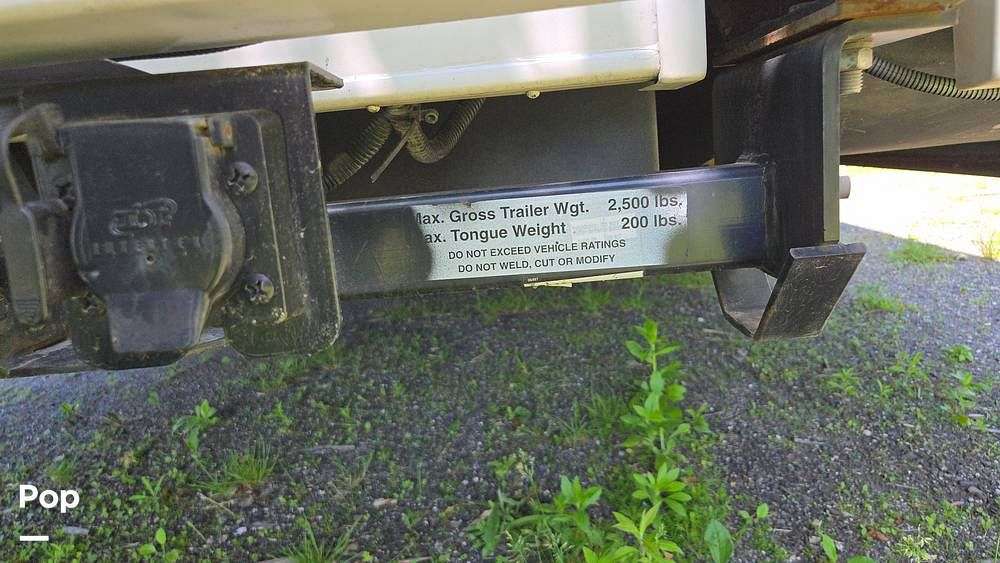 Max. Gross Trailer Wgt. 2,500 lbs.
Max. Tongue Weight 200 lbs.
DO NOT EXCEED VEHICLE RATINGS
DO NOT WELD, CUT OR MODIFY
Pop